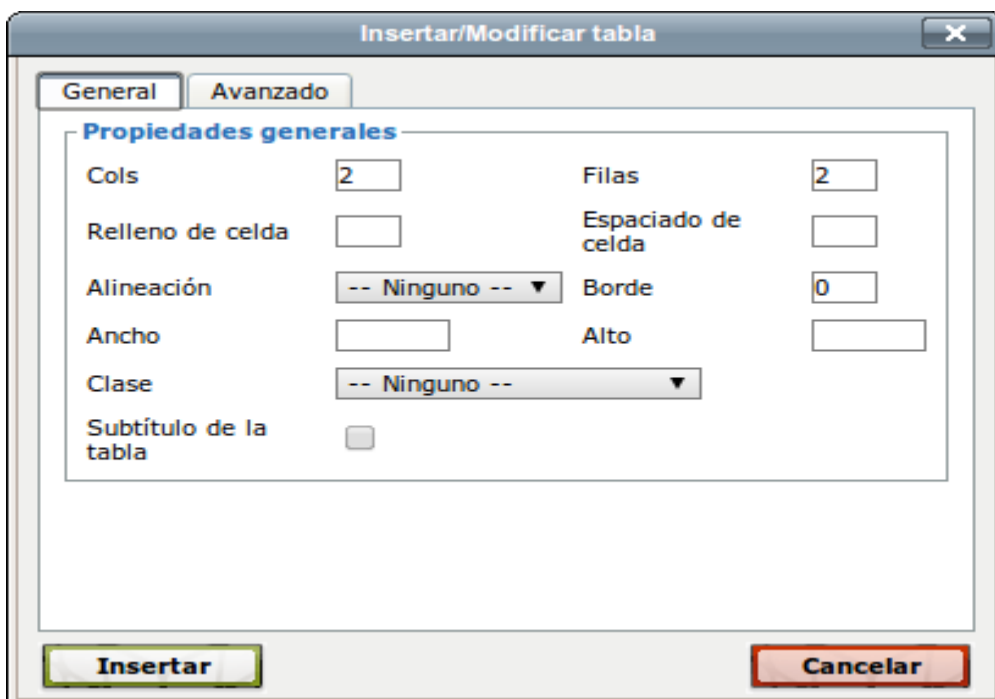 Insertar/Modificar tabla
General Avanzado
Propiedades generales
Cols 2 Filas 2
Relleno de celda Espaciado de
celda
Alineación -- Ninguno -- Borde 0
Ancho Alto
Clase -- Ninguno --
Subtítulo de la
tabla
Insertar Cancelar